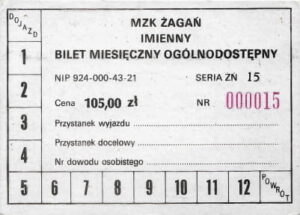 DOJAZD
MZK ŻAGAŃ
IMIENNY
BILET MIESIĘCZNY OGÓLNODOSTĘPNY
NIP 924-000-43-21 SERIA ZŃ 15
Cena 105,00 zł NR 000015
Przystanek wyjazdu
Przystanek docelowy
Nr dowodu osobistego
1
2
3
4
5 6 7 8 9 10 11 12
POWRÓT